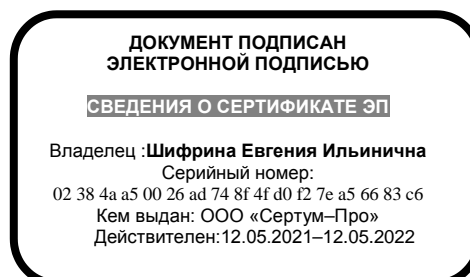 ДОКУМЕНТ ПОДПИСАН
ЭЛЕКТРОННОЙ ПОДПИСЬЮ
СВЕДЕНИЯ О СЕРТИФИКАТЕ ЭП
Владелец :Шифрина Евгения Ильинична
Серийный номер:
02 38 4a a5 00 26 ad 74 8f 4f d0 f2 7e a5 66 83 c6
Кем выдан: ООО «Сертум–Про»
Действителен:12.05.2021–12.05.2022